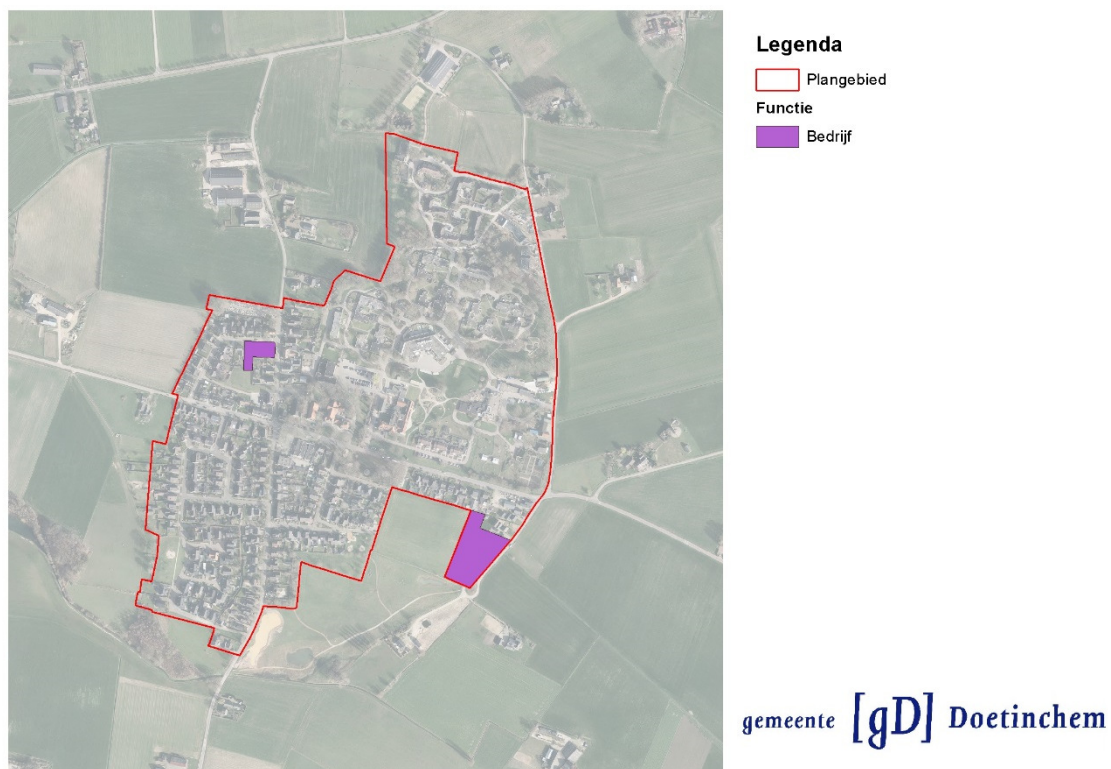 Legenda
Plangebied
Functie
Bedrijf
gemeente [gD] Doetinchem